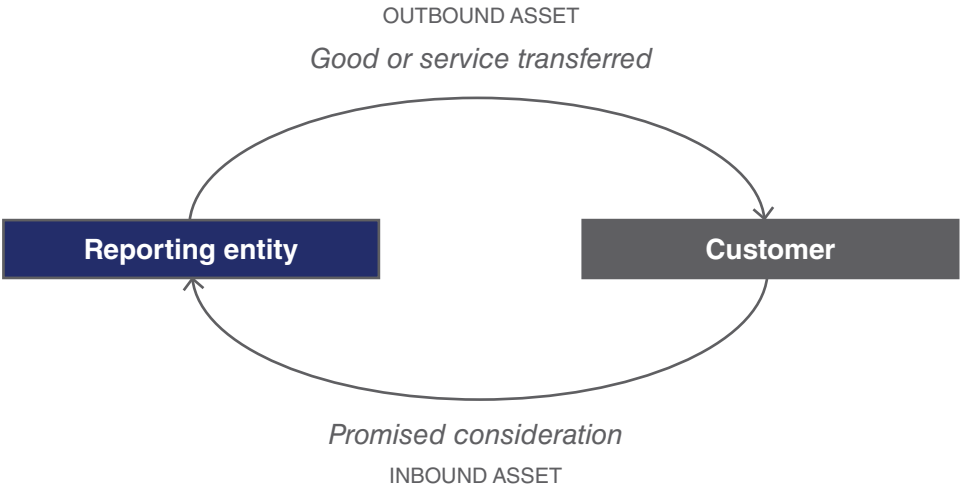 OUTBOUND ASSET
Good or service transferred
Reporting entity
Customer
Promised consideration
INBOUND ASSET